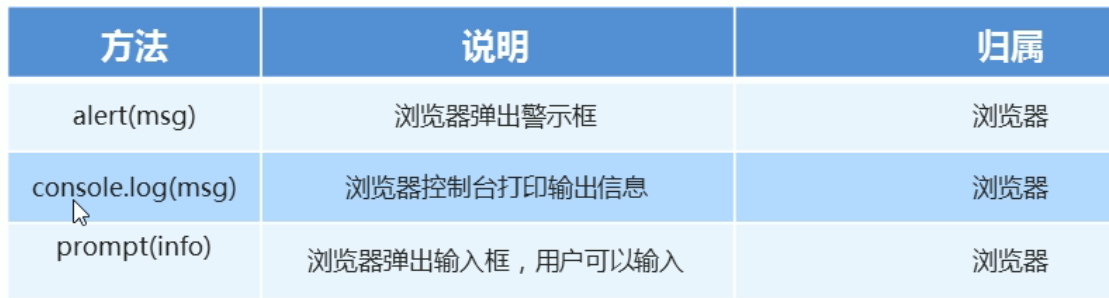 方法 说明 归属
alert(msg) 浏览器弹出警示框 浏览器
console.log(msg) 浏览器控制台打印输出信息 浏览器
prompt(info) 浏览器弹出输入框，用户可以输入 浏览器